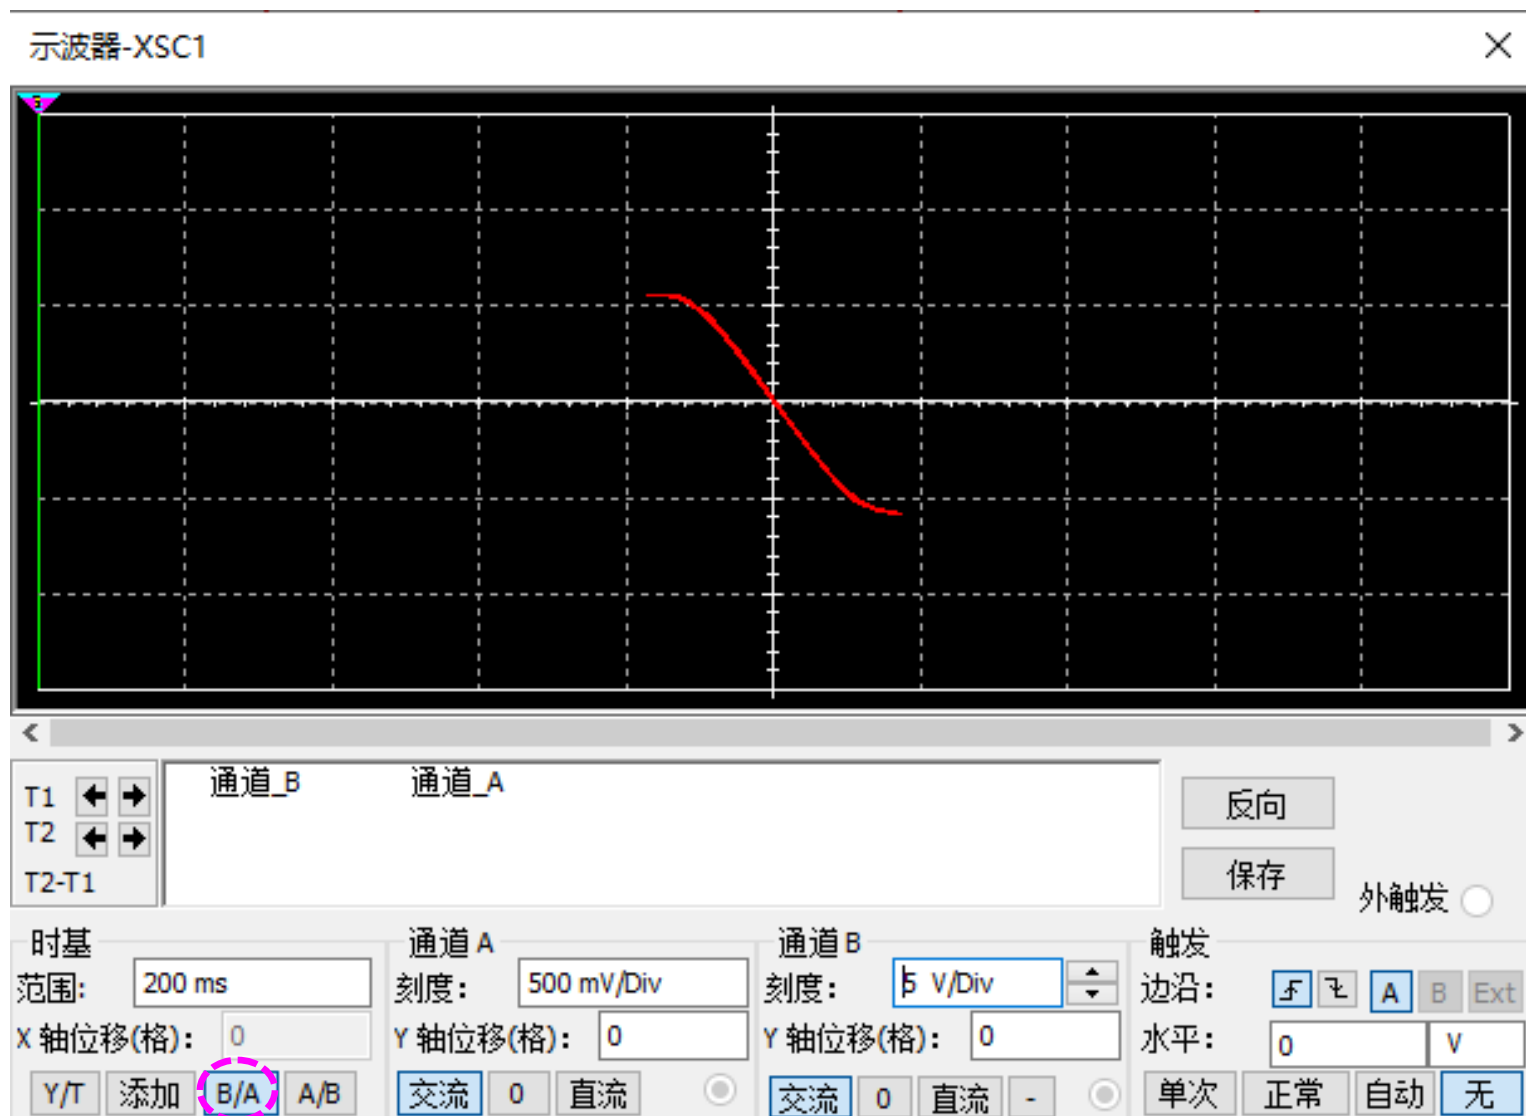 示波器-XSC1
通道_B 通道_A
T1
T2
T2-T1
反向
保存
外触发
时基 通道 A 通道 B 触发
范围: 200 ms 刻度: 500 mV/Div 刻度: 5 V/Div 边沿: A B Ext
X 轴位移(格): 0 Y 轴位移(格): 0 Y 轴位移(格): 0 水平: 0 V
Y/T 添加 B/A A/B 交流 0 直流 交流 0 直流 - 单次 正常 自动 无